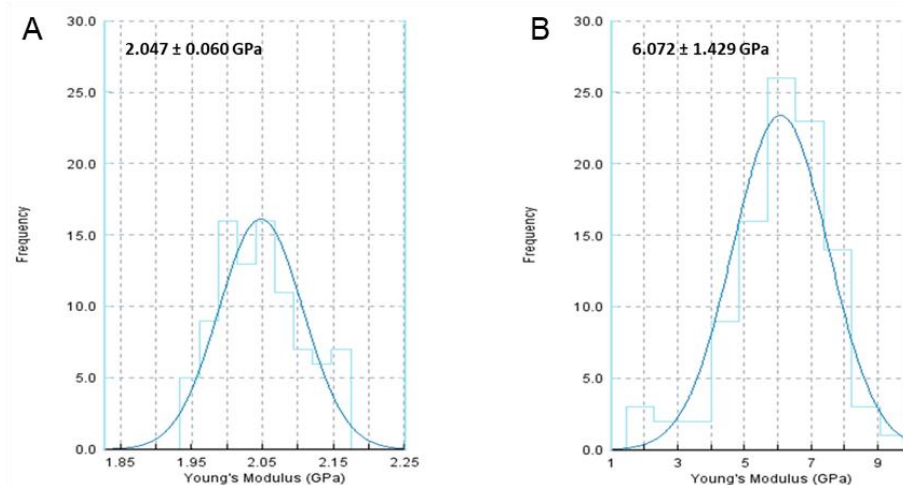 A
2.047 ± 0.060 GPa
30.0
25.0
20.0
15.0
10.0
5.0
0.0
Frequency
1.85 1.95 2.05 2.15 2.25
Young's Modulus (GPa)
B
6.072 ± 1.429 GPa
30.0
25.0
20.0
15.0
10.0
5.0
0.0
Frequency
1 3 5 7 9
Young's Modulus (GPa)